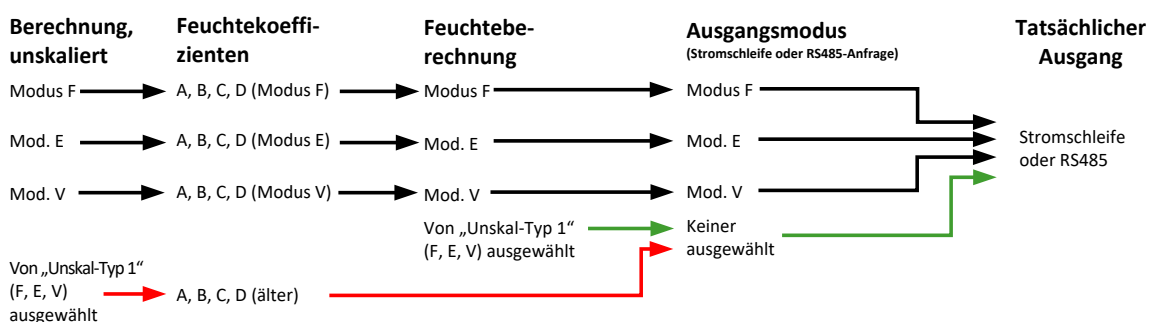 Berechnung,
unskaliert
Feuchtekoeffi-
zienten
Feuchtebe-
rechnung
Ausgangsmodus
(Stromschleife oder RS485-Anfrage)
Tatsächlicher
Ausgang
Modus F
A, B, C, D (Modus F)
Modus F
Modus F
Mod. E
A, B, C, D (Modus E)
Mod. E
Mod. E
Stromschleife
oder RS485
Mod. V
A, B, C, D (Modus V)
Mod. V
Mod. V
Von „Unskal-Typ 1“
(F, E, V) ausgewählt
Keiner
ausgewählt
Von „Unskal-Typ 1“
(F, E, V)
ausgewählt
A, B, C, D (älter)